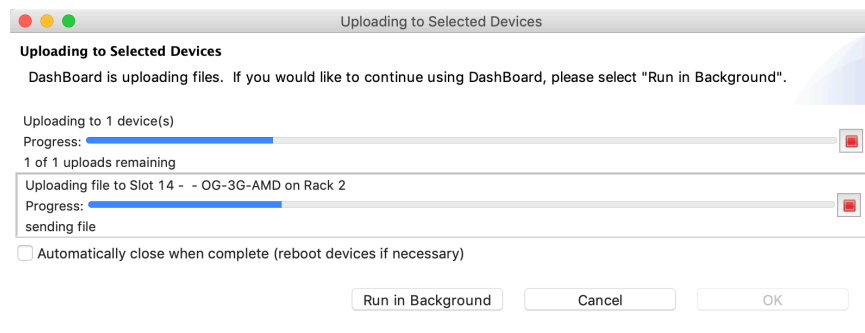 Uploading to Selected Devices
Uploading to Selected Devices
DashBoard is uploading files.  If you would like to continue using DashBoard, please select "Run in Background".
Uploading to 1 device(s)
Progress:
1 of 1 uploads remaining
Uploading file to Slot 14 -  - OG-3G-AMD on Rack 2
Progress:
sending file
Automatically close when complete (reboot devices if necessary)
Run in Background Cancel OK